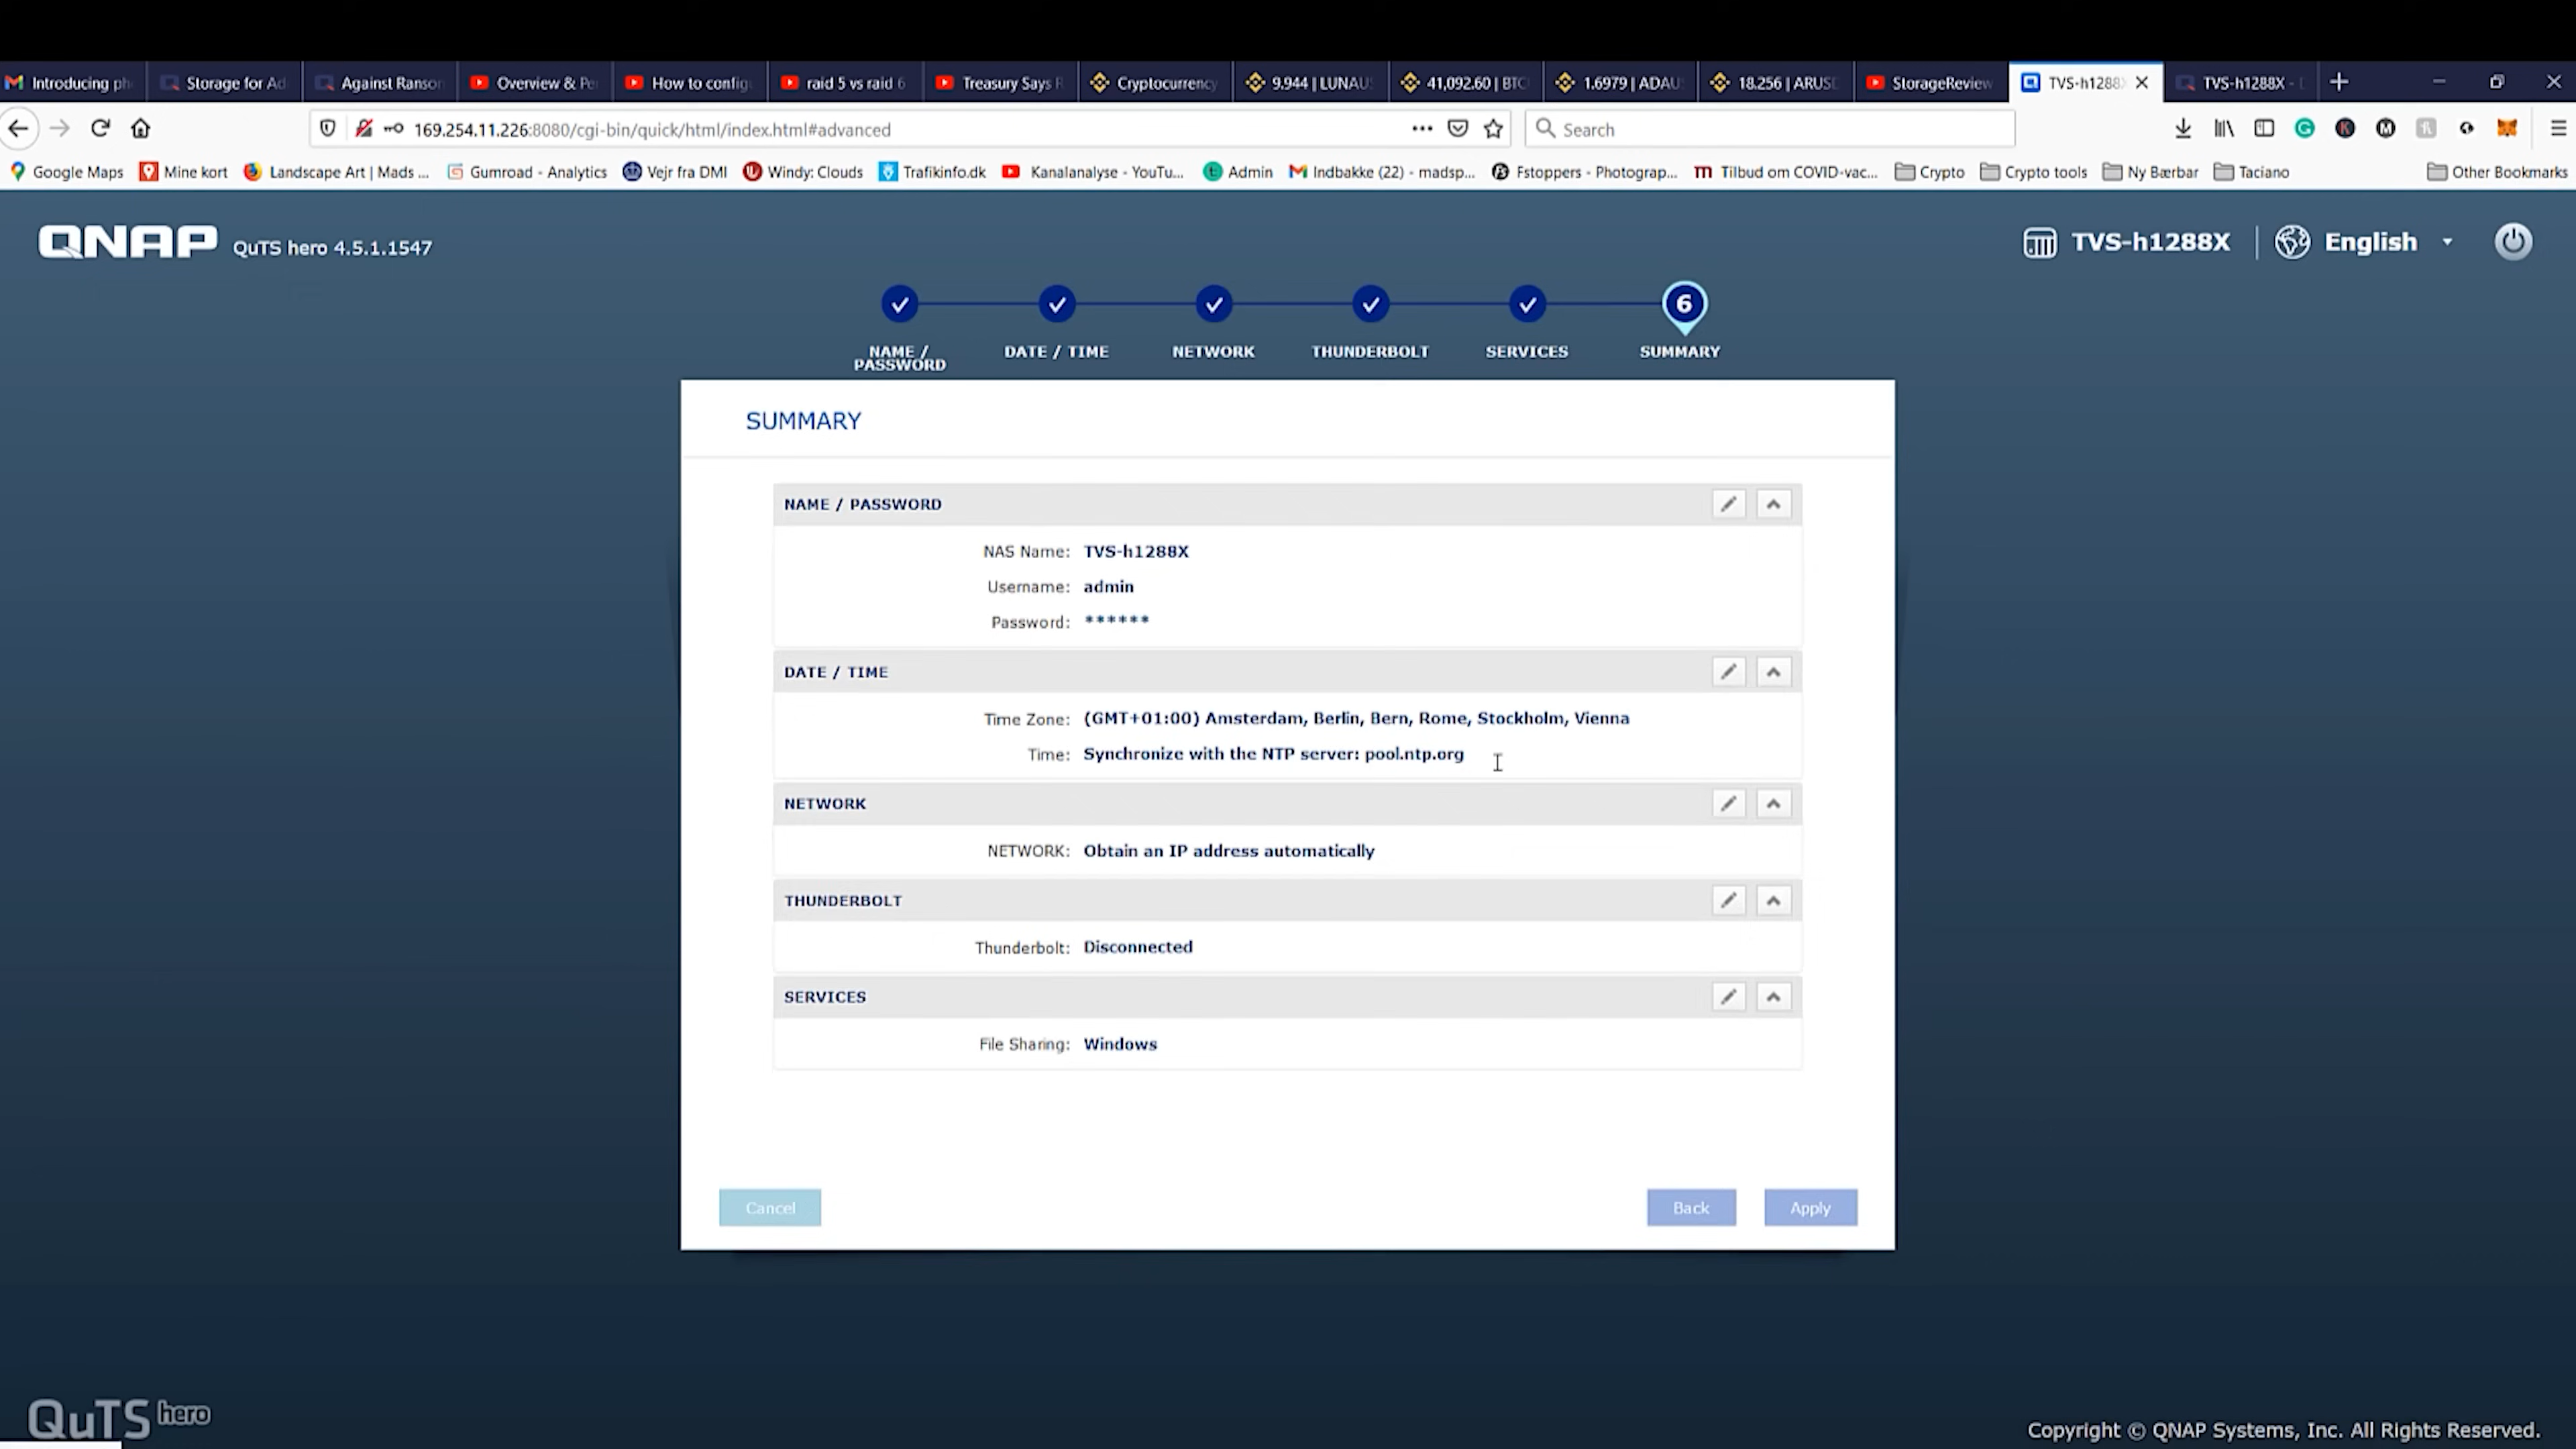 Introducing ph
Storage for Ad
Against Ranson
Overview & Pe
How to config
raid 5 vs raid 6
Treasury Says R
Cryptocurrency
9.944 | LUNAUS
41,092.60 | BTC
1.6979 | ADAUS
18.256 | ARUSD
StorageReview
TVS-h1288X
TVS-h1288X - D
169.254.11.226:8080/cgi-bin/quick/html/index.html#advanced
Search
Google Maps
Mine kort
Landscape Art | Mads ...
Gumroad - Analytics
Vejr fra DMI
Windy: Clouds
Trafikinfo.dk
Kanalanalyse - YouTu...
Admin
Indbakke (22) - madsp...
Fstoppers - Photograp...
Tilbud om COVID-vac...
Crypto
Crypto tools
Ny Bærbar
Taciano
Other Bookmarks
QNAP QuTS hero 4.5.1.1547
TVS-h1288X
English
6
NAME /
PASSWORD
DATE / TIME
NETWORK
THUNDERBOLT
SERVICES
SUMMARY
SUMMARY
NAME / PASSWORD
NAS Name: TVS-h1288X
Username: admin
Password: ******
DATE / TIME
Time Zone: (GMT+01:00) Amsterdam, Berlin, Bern, Rome, Stockholm, Vienna
Time: Synchronize with the NTP server: pool.ntp.org
NETWORK
NETWORK: Obtain an IP address automatically
THUNDERBOLT
Thunderbolt: Disconnected
SERVICES
File Sharing: Windows
Cancel
Back
Apply
QuTS hero
Copyright © QNAP Systems, Inc. All Rights Reserved.